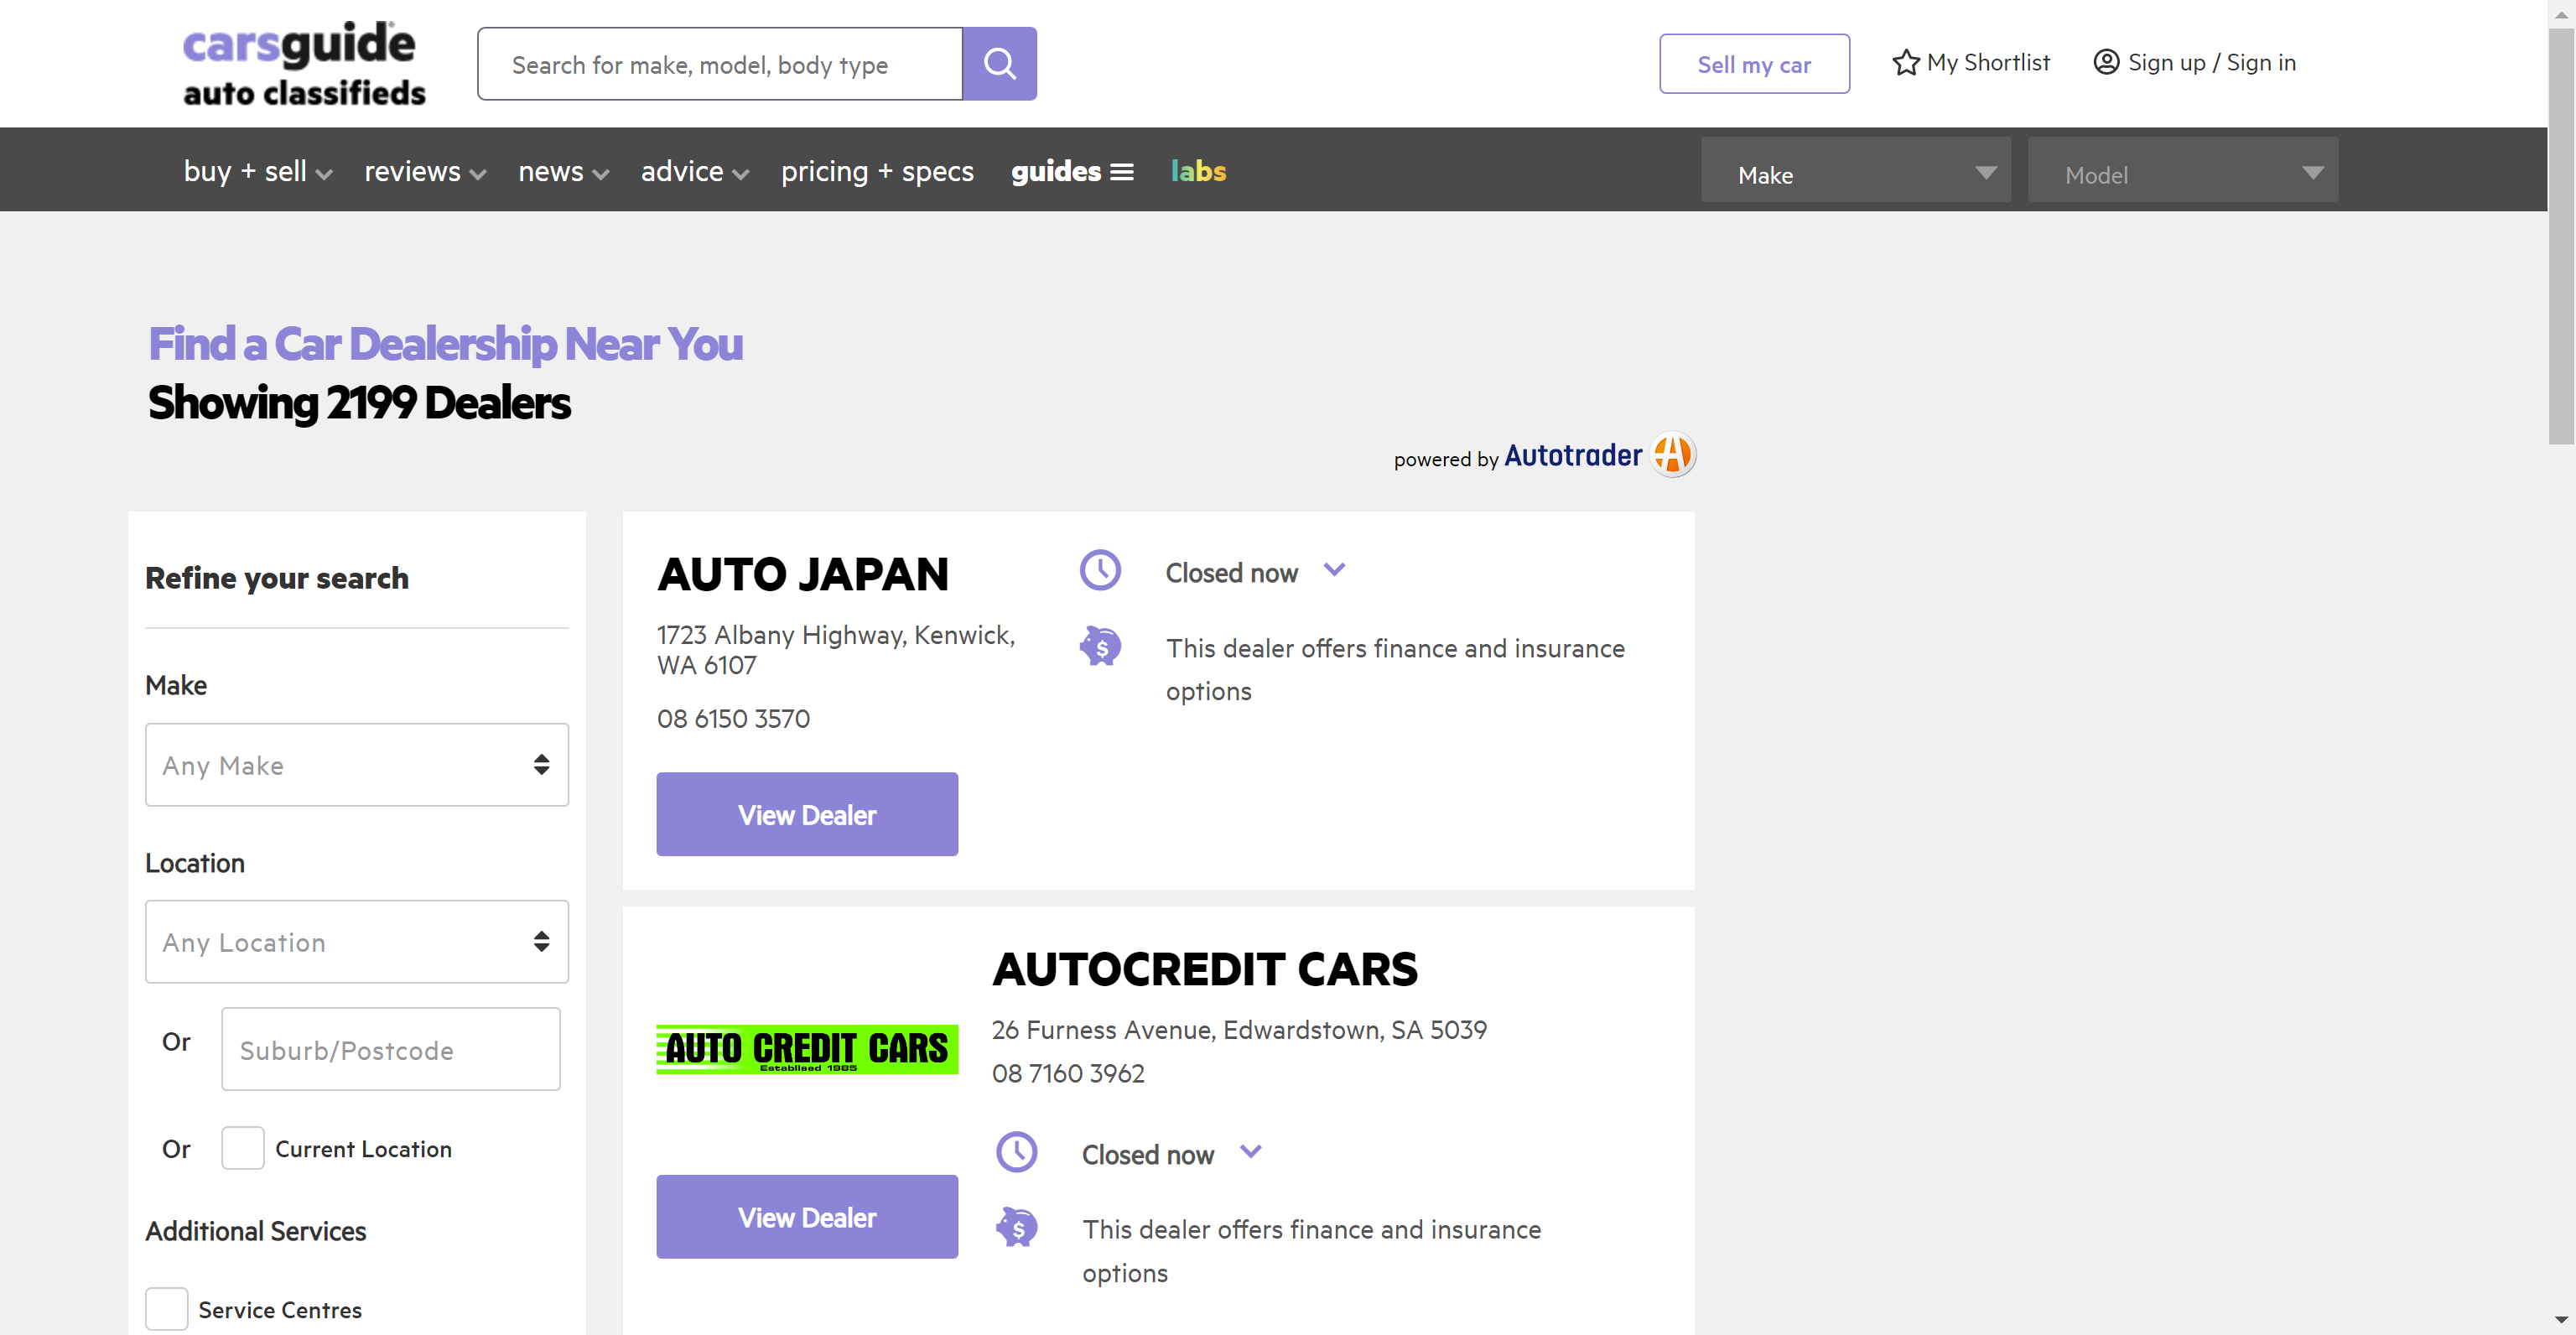 carsguide
auto classifieds
Search for make, model, body type
Sell my car
My Shortlist
Sign up / Sign in
buy + sell
reviews
news
advice
pricing + specs
guides
labs
Make
Model
Find a Car Dealership Near You
Showing 2199 Dealers
powered by Autotrader
Refine your search
Make
Any Make
Location
Any Location
Or
Suburb/Postcode
Or
Current Location
Additional Services
Service Centres
AUTO JAPAN
1723 Albany Highway, Kenwick,
WA 6107
08 6150 3570
View Dealer
Closed now
This dealer offers finance and insurance
options
AUTO CREDIT CARS
Establised 1985
View Dealer
AUTOCREDIT CARS
26 Furness Avenue, Edwardstown, SA 5039
08 7160 3962
Closed now
This dealer offers finance and insurance
options